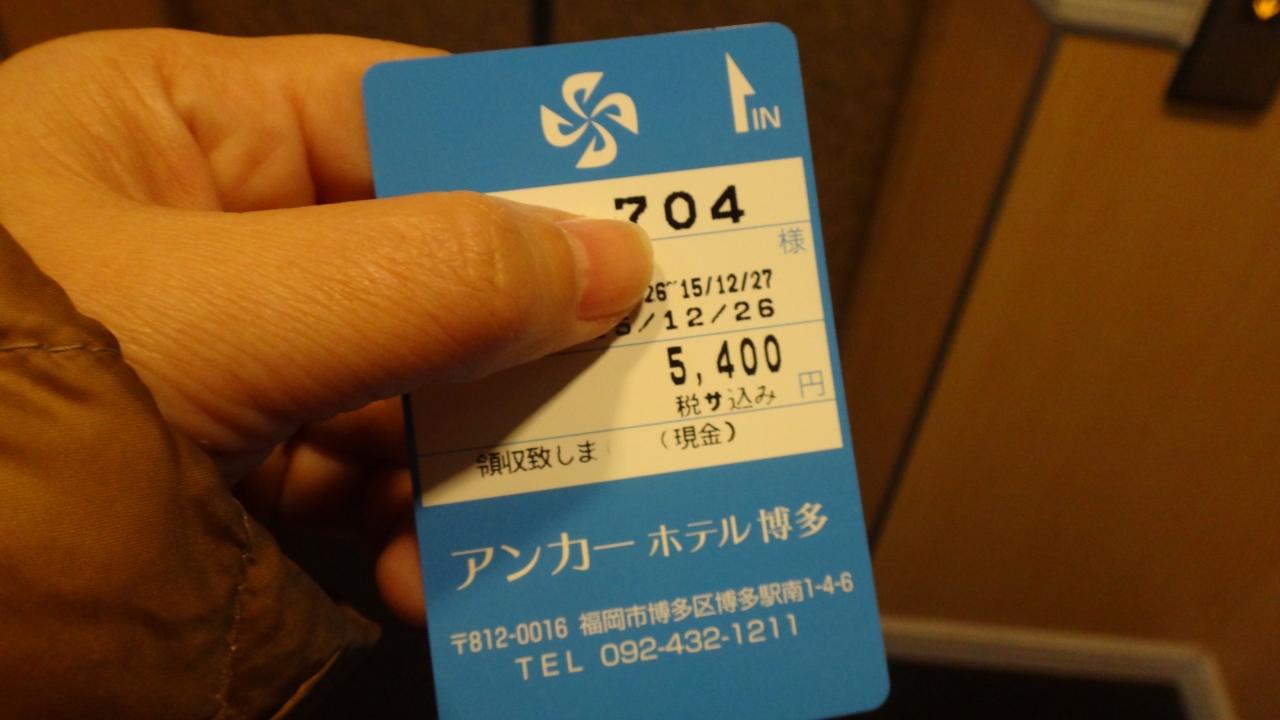 IN
704
様
26~15/12/27
5/12/26
5,400
税サ込み 円
領収致しま (現金)
アンカーホテル博多
〒812-0016 福岡市博多区博多駅南1-4-6
TEL 092-432-1211